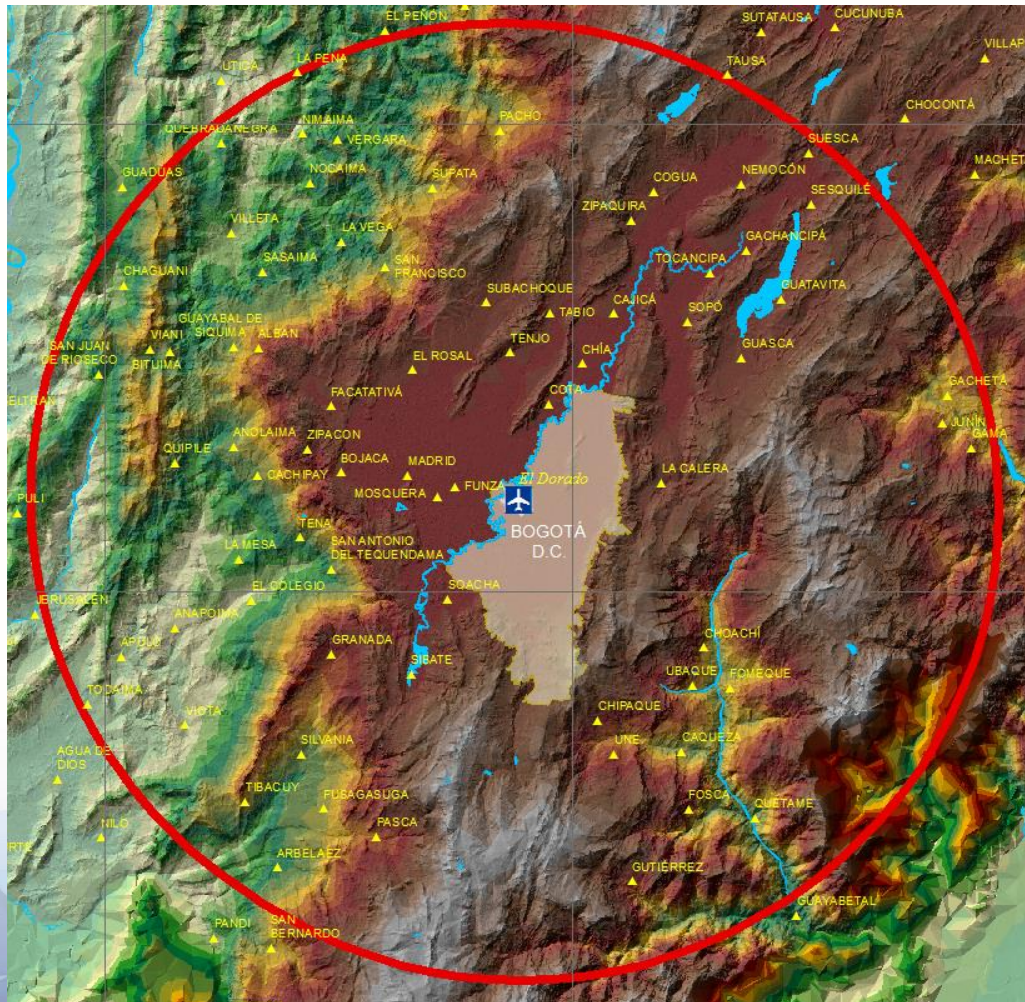 EL PEÑÓN
SUTATAUSA
CUCUNUBA
LA PENA
UTICA
TAUSA
VILLAP
CHOCONTÁ
PACHO
NIMAIMA
QUEBRADANEGRA
VERGARA
SUESCA
MACHET
GUADUAS
NOCAIMA
SUPATA
COGUA
NEMOCÓN
SESQUILÉ
ZIPAQUIRA
VILLETA
LA VEGA
GACHANCIPÁ
SASAIMA
SAN
FRANCISCO
TOCANCIPA
CHAGUANI
SUBACHOQUE
CAJICÁ
GUATAVITA
TABIO
SOPÓ
GUAYABAL DE
SIQUIMA
VIANI
ALBAN
SAN JUAN
DE RIOSECO
BITUIMA
TENJO
CHÍA
GUASCA
EL ROSAL
FACATATIVÁ
COTA
GACHETÁ
BELTRAN
JUNÍN
GAMA
ANOLAIMA
ZIPACON
QUIPILE
CACHIPAY
BOJACA
MADRID
FUNZA
MOSQUERA
El Dorado
LA CALERA
PULI
BOGOTÁ
D.C.
TENA
SAN ANTONIO
DEL TEQUENDAMA
LA MESA
EL COLEGIO
SOACHA
JERUSALEN
ANAPOIMA
GRANADA
CHOACHÍ
APULO
SIBATE
UBAQUE
FOMEQUE
TOCAIMA
VIOTA
CHIPAQUE
UNE
CAQUEZA
SILVANIA
AGUA DE
DIOS
TIBACUY
FUSAGASUGA
FOSCA
QUETAME
NILO
PASCA
RTE
ARBELAEZ
GUTIÉRREZ
GUAYABETAL
PANDI
SAN
BERNARDO